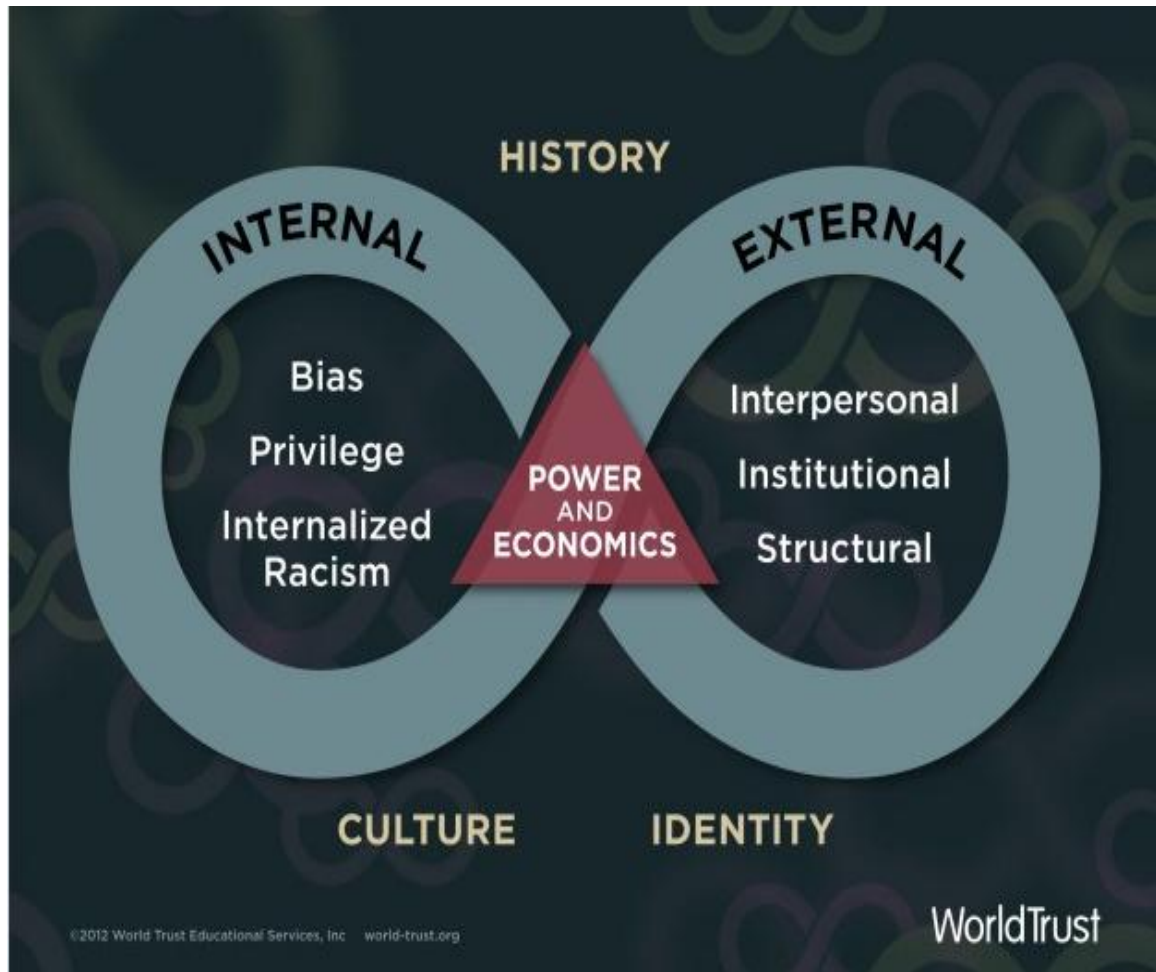 HISTORY
INTERNAL
EXTERNAL
Bias
Privilege
Internalized
Racism
POWER
AND
ECONOMICS
Interpersonal
Institutional
Structural
CULTURE
IDENTITY
©2012 World Trust Educational Services, Inc world-trust.org
WorldTrust